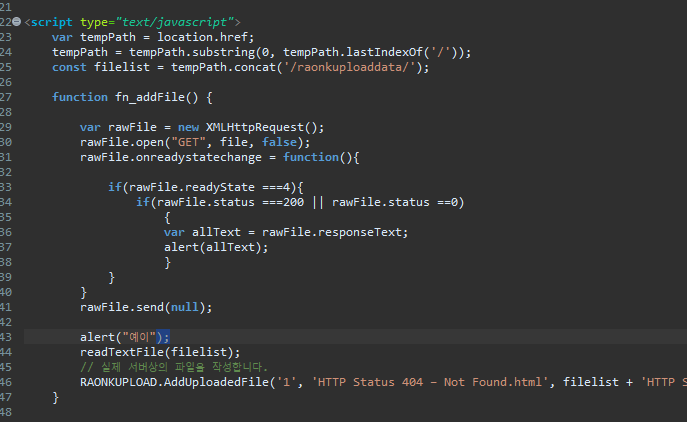 21
22 <script type="text/javascript">
23 var tempPath = location.href;
24 tempPath = tempPath.substring(0, tempPath.lastIndexOf('/'));
25 const filelist = tempPath.concat('/raonkuploaddata/');
26
27 function fn_addFile() {
28
29 var rawFile = new XMLHttpRequest();
30 rawFile.open("GET", file, false);
31 rawFile.onreadystatechange = function(){
32
33 if(rawFile.readyState ===4){
34 if(rawFile.status ===200 || rawFile.status ==0)
35 {
36 var allText = rawFile.responseText;
37 alert(allText);
38 }
39 }
40 }
41 rawFile.send(null);
42
43 alert("예이");
44 readTextFile(filelist);
45 // 실제 서버상의 파일을 작성합니다.
46 RAONKUPLOAD.AddUploadedFile('1', 'HTTP Status 404 – Not Found.html', filelist + 'HTTP S
47 }
48